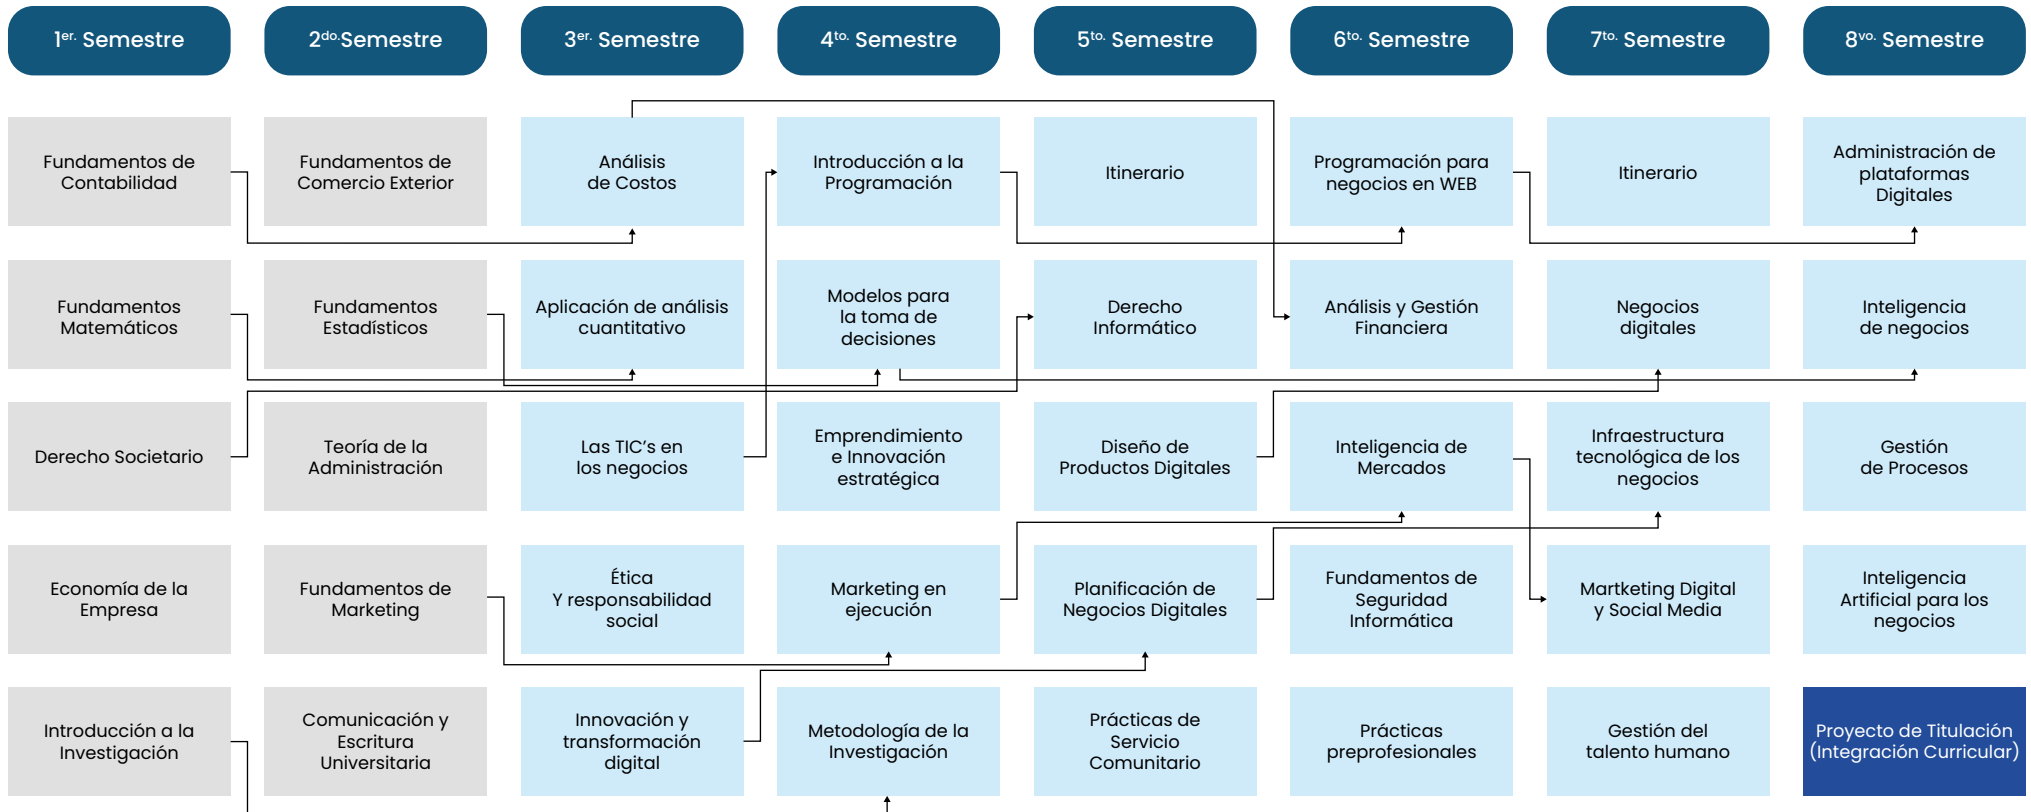 1er. Semestre
2do.Semestre
3er. Semestre
4to. Semestre
5to. Semestre
6to. Semestre
7to. Semestre
8vo. Semestre
Fundamentos de
Contabilidad
Fundamentos de
Comercio Exterior
Análisis
de Costos
Introducción a la
Programación
Itinerario
Programación para
negocios en WEB
Itinerario
Administración de
plataformas
Digitales
Fundamentos
Matemáticos
Fundamentos
Estadísticos
Aplicación de análisis
cuantitativo
Modelos para
la toma de
decisiones
Derecho
Informático
Análisis y Gestión
Financiera
Negocios
digitales
Inteligencia
de negocios
Derecho Societario
Teoría de la
Administración
Las TIC's en
los negocios
Emprendimiento
e Innovación
estratégica
Diseño de
Productos Digitales
Inteligencia de
Mercados
Infraestructura
tecnológica de los
negocios
Gestión
de Procesos
Economía de la
Empresa
Fundamentos de
Marketing
Ética
Y responsabilidad
social
Marketing en
ejecución
Planificación de
Negocios Digitales
Fundamentos de
Seguridad
Informática
Martketing Digital
y Social Media
Inteligencia
Artificial para los
negocios
Introducción a la
Investigación
Comunicación y
Escritura
Universitaria
Innovación y
transformación
digital
Metodología de la
Investigación
Prácticas de
Servicio
Comunitario
Prácticas
preprofesionales
Gestión del
talento humano
Proyecto de Titulación
(Integración Curricular)